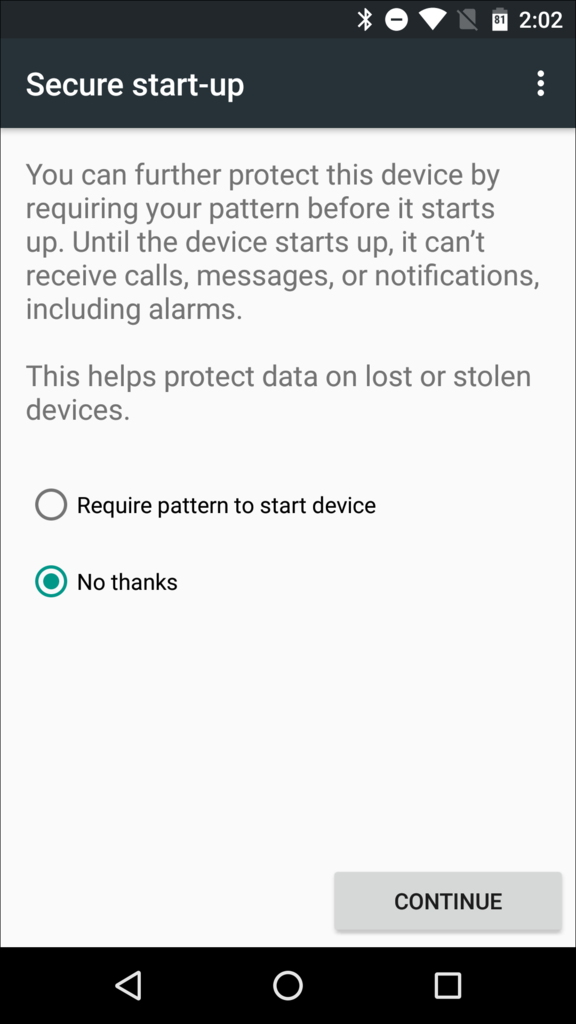 81 2:02
Secure start-up
You can further protect this device by
requiring your pattern before it starts
up. Until the device starts up, it can’t
receive calls, messages, or notifications,
including alarms.
This helps protect data on lost or stolen
devices.
Require pattern to start device
No thanks
CONTINUE